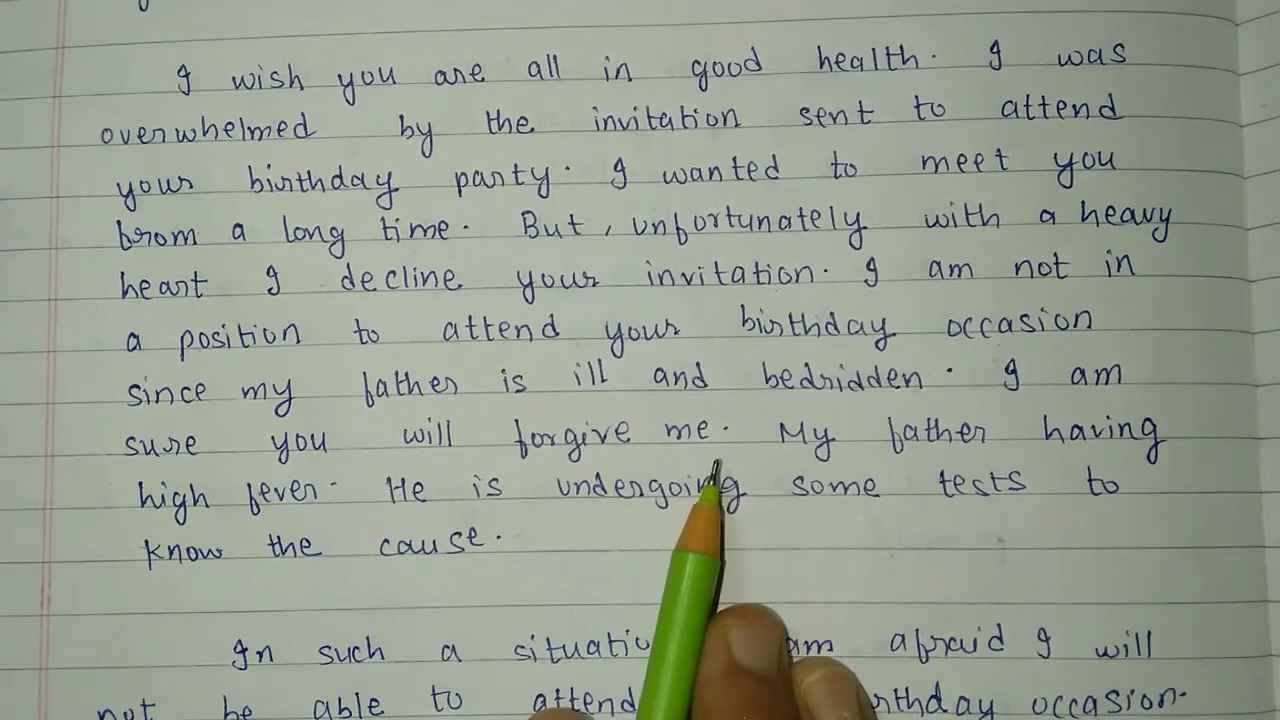 I wish you are all in good health. I was
overwhelmed by the invitation sent to attend
your birthday party. I wanted to meet you
from a long time. But, unfortunately with a heavy
heart I decline your invitation. I am not in
a position to attend your birthday occasion
since my father is ill and bedridden. I am
sure you will forgive me. My father having
high fever. He is undergoing some tests to
know the cause.
In such a situatio am afraid I will
not be able to attend rthday occasion.